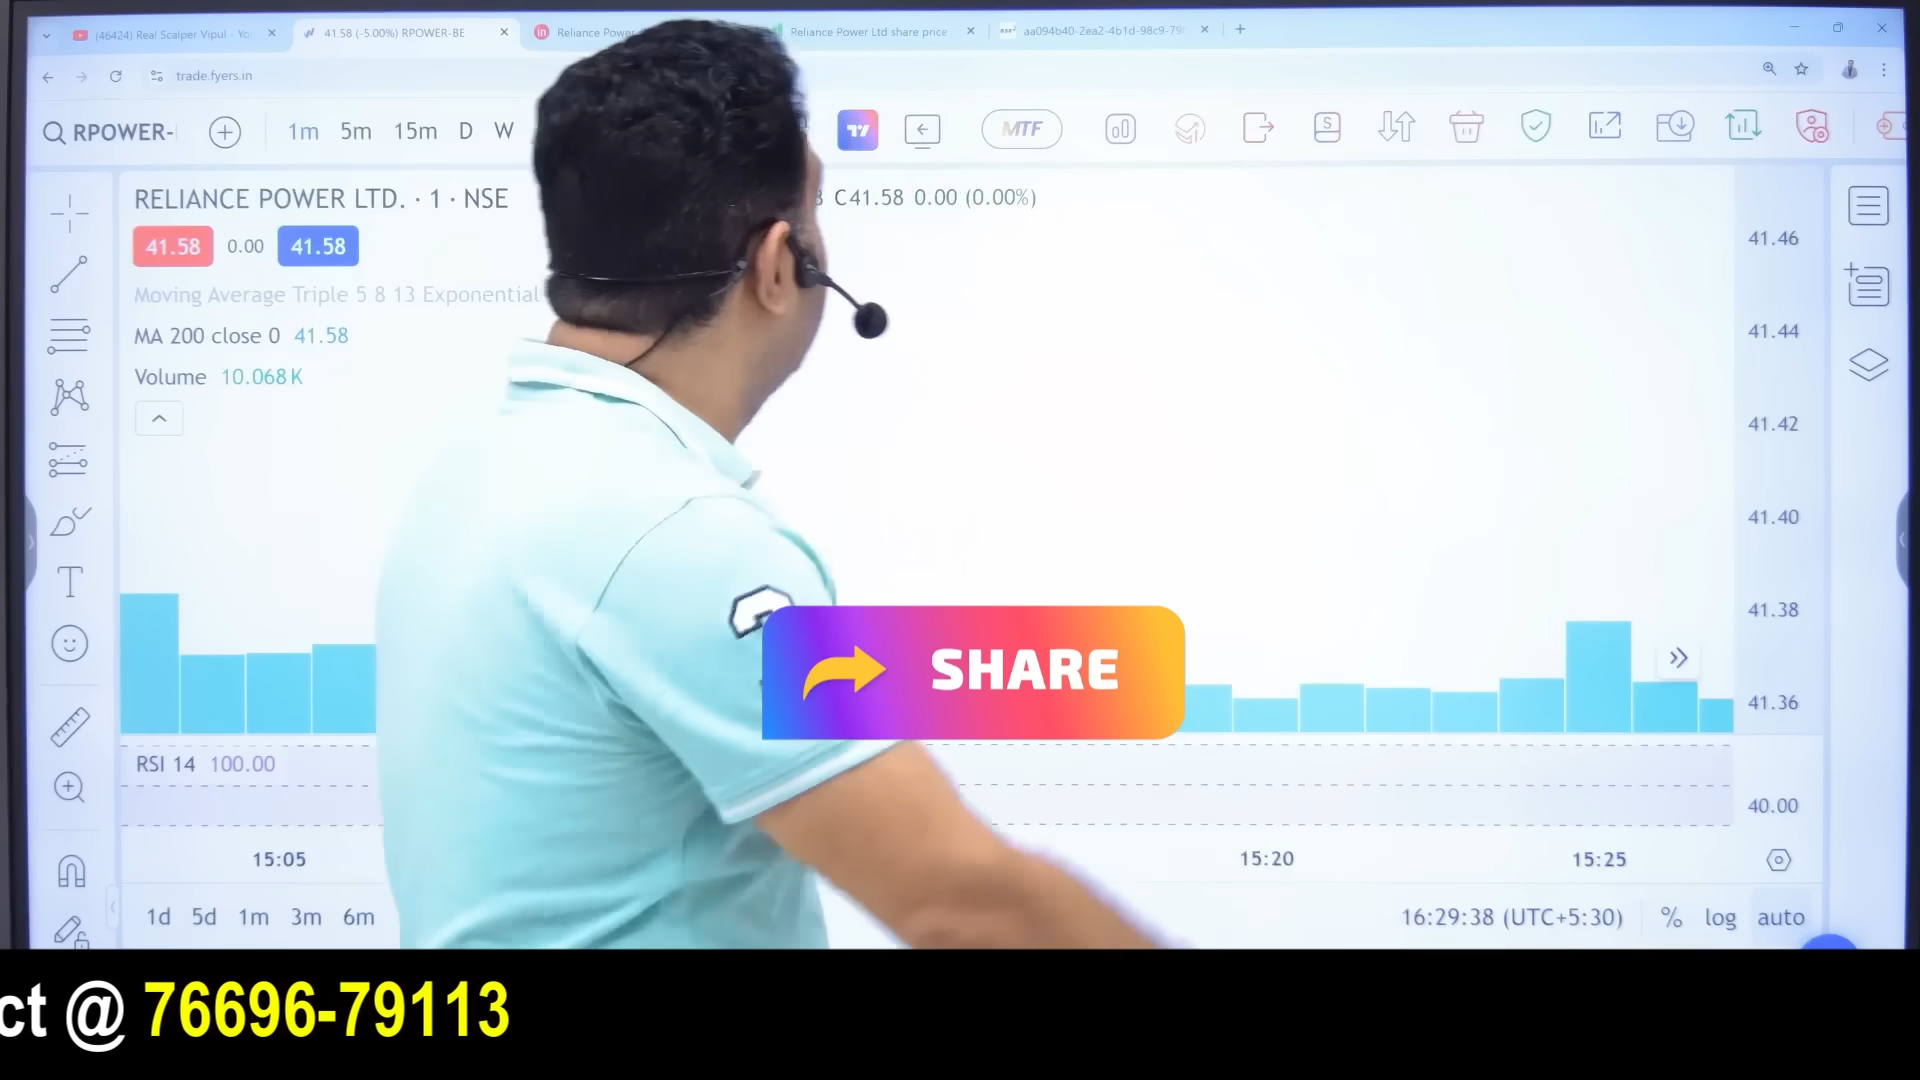 (46424) Real Scalper Vipul - Yo
41.58 (-5.00%) RPOWER-BE
Reliance Power
Reliance Power Ltd share price
aa094b40-2ea2-4b1d-98c9-79
trade.fyers.in
RPOWER-
1m 5m 15m D W
MTF
S
RELIANCE POWER LTD. · 1 · NSE
C41.58 0.00 (0.00%)
41.58 0.00 41.58
Moving Average Triple 5 8 13 Exponential
MA 200 close 0 41.58
Volume 10.068K
41.46
41.44
41.42
41.40
41.38
41.36
SHARE
RSI 14 100.00
40.00
15:05 15:20 15:25
1d 5d 1m 3m 6m
16:29:38 (UTC+5:30) % log auto
ct @ 76696-79113